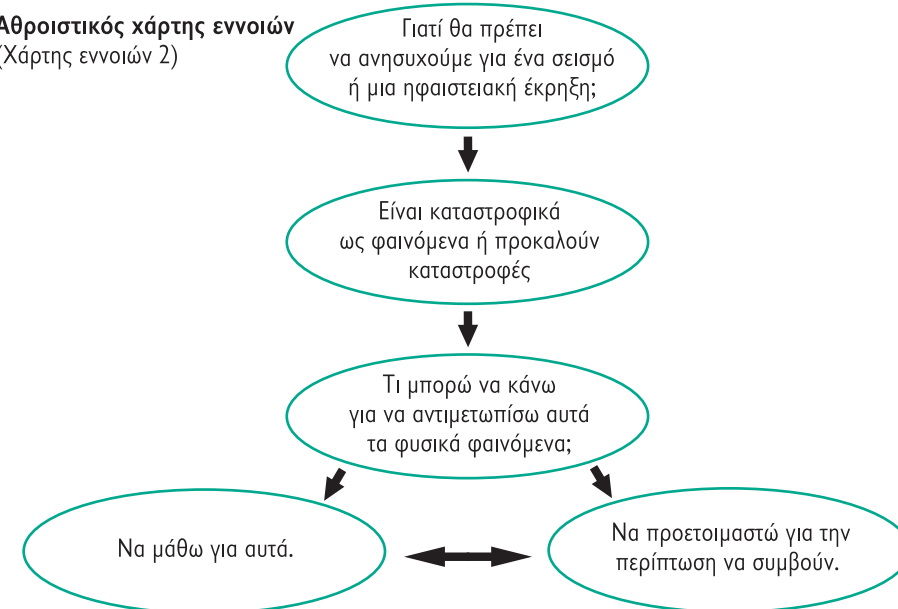 Αθροιστικός χάρτης εννοιών
(Χάρτης εννοιών 2)
Γιατί θα πρέπει
να ανησυχούμε για ένα σεισμό
ή μια ηφαιστειακή έκρηξη;
Είναι καταστροφικά
ως φαινόμενα ή προκαλούν
καταστροφές
Τι μπορώ να κάνω
για να αντιμετωπίσω αυτά
τα φυσικά φαινόμενα;
Να μάθω για αυτά.
Να προετοιμαστώ για την
περίπτωση να συμβούν.